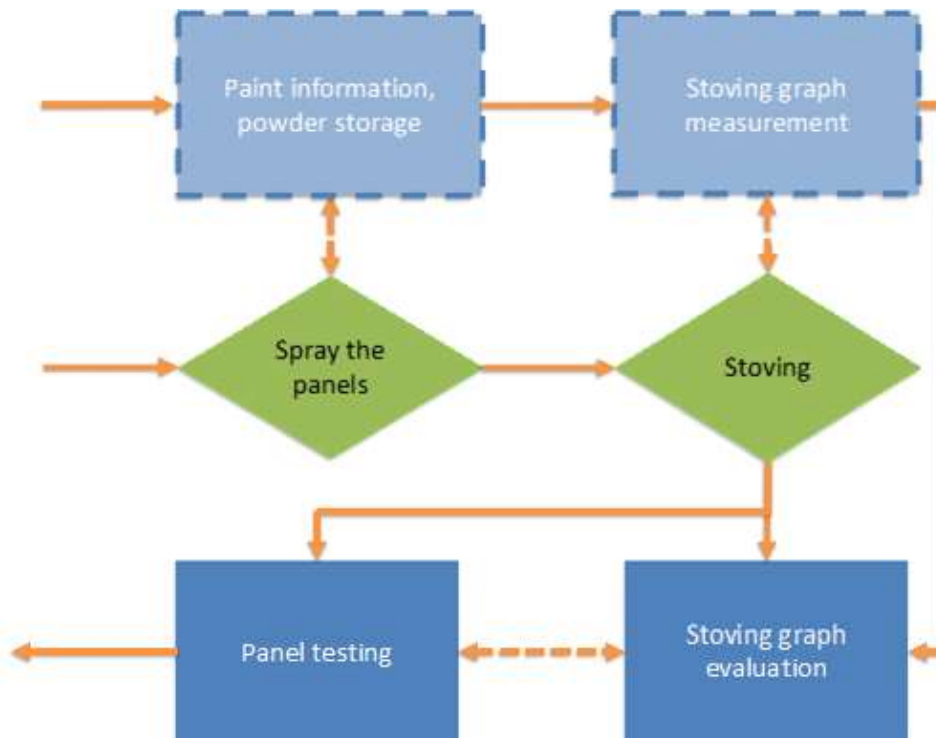 Paint information,
powder storage
Stoving graph
measurement
Spray the
panels
Stoving
Panel testing
Stoving graph
evaluation